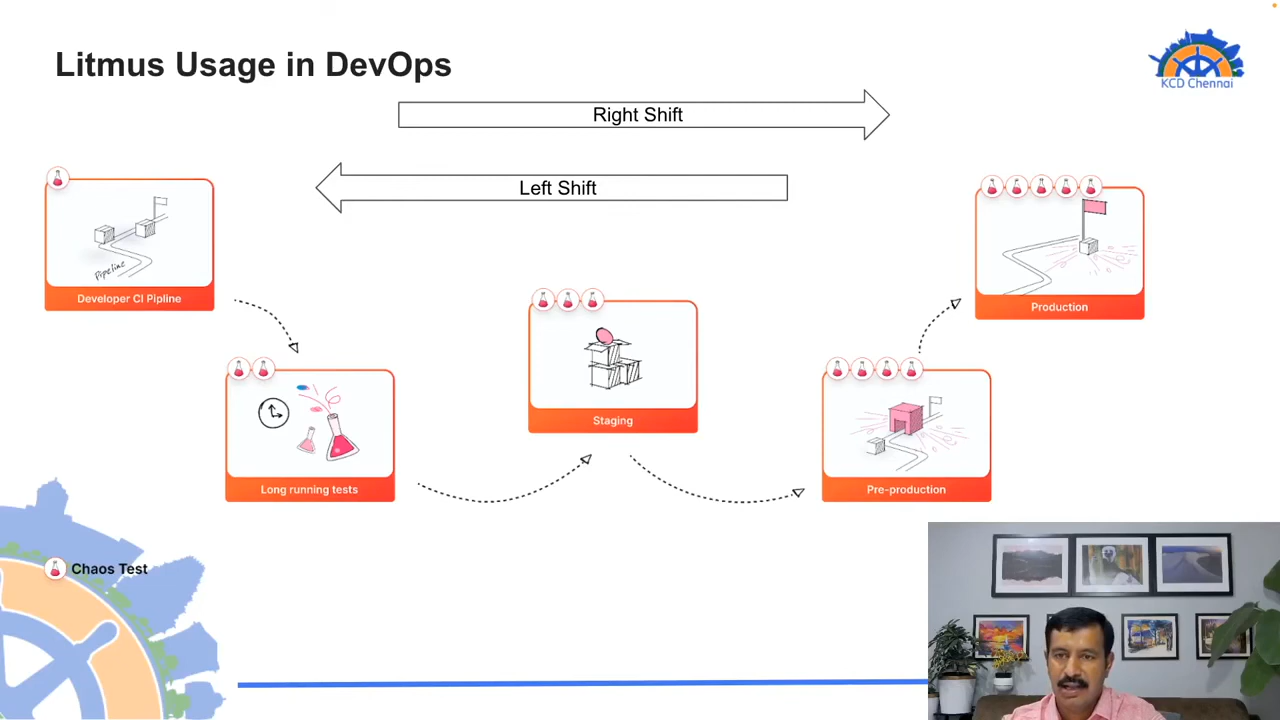 Litmus Usage in DevOps
KCD Chennai
Right Shift
Left Shift
Pipeline
Developer CI Pipline
Production
Staging
Long running tests
Pre-production
Chaos Test